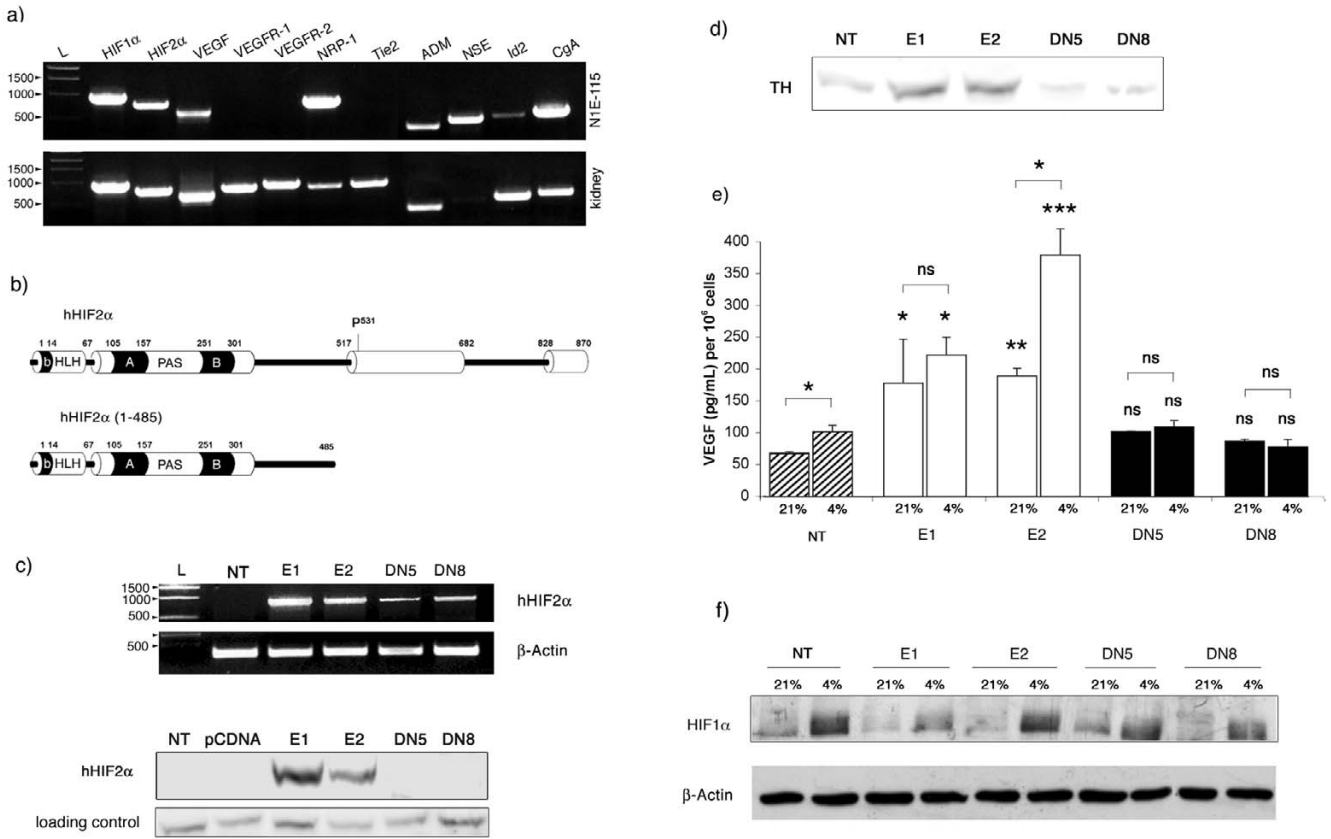 a)
L HIF1α HIF2α VEGF VEGFR-1 VEGFR-2 NRP-1 Tie2 ADM NSE Id2 CgA
1500
1000
500
N1E-115
1500
1000
500
kidney
b)
hHIF2α
P531
1 14 67 105 157 251 301 517 682 828 870
b HLH A PAS B
hHIF2α (1-485)
1 14 67 105 157 251 301 485
b HLH A PAS B
c)
L NT E1 E2 DN5 DN8
1500
1000
500
hHIF2α
500
β-Actin
NT pCDNA E1 E2 DN5 DN8
hHIF2α
loading control
d)
NT E1 E2 DN5 DN8
TH
e)
VEGF (pg/mL) per 10⁶ cells
400
350
300
250
200
150
100
50
0
*
***
ns
* *
**
*
ns
ns ns
ns
ns ns
21% 4% 21% 4% 21% 4% 21% 4% 21% 4%
NT E1 E2 DN5 DN8
f)
NT E1 E2 DN5 DN8
21% 4% 21% 4% 21% 4% 21% 4% 21% 4%
HIF1α
β-Actin